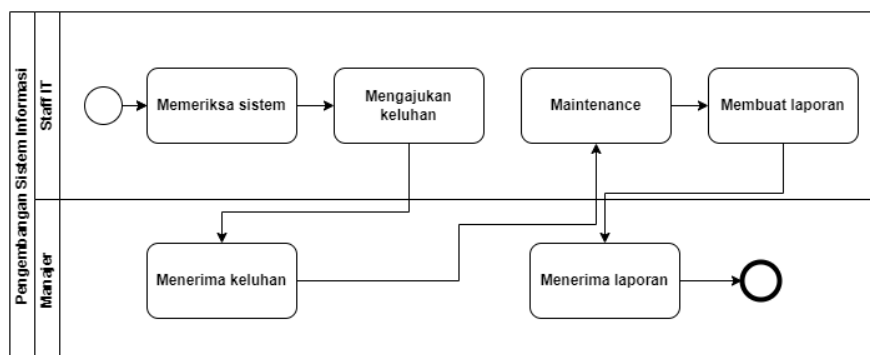 Pengembangan Sistem Informasi
Staff IT
Memeriksa sistem
Mengajukan
keluhan
Maintenance
Membuat laporan
Manajer
Menerima keluhan
Menerima laporan